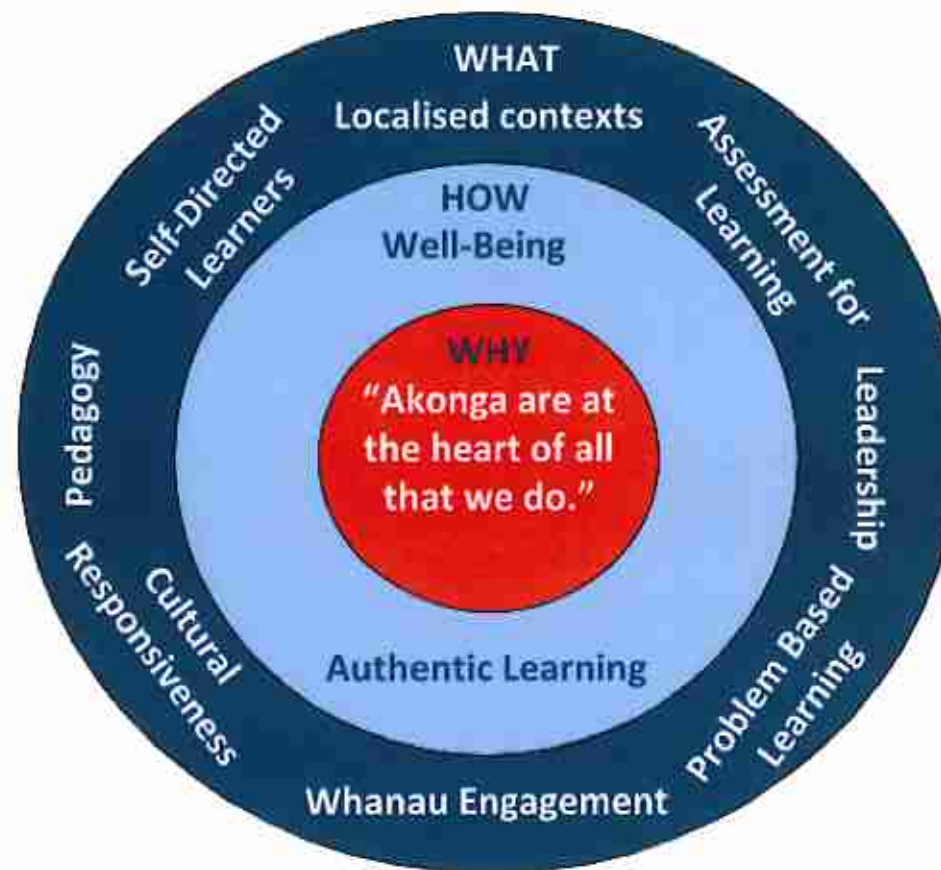 WHAT
Localised contexts
Assessment for
Learning
Leadership
Problem Based
Learning
Whanau Engagement
Cultural
Responsiveness
Pedagogy
Self-Directed
Learners
HOW
Well-Being
Authentic Learning
WHY
“Akonga are at
the heart of all
that we do.”